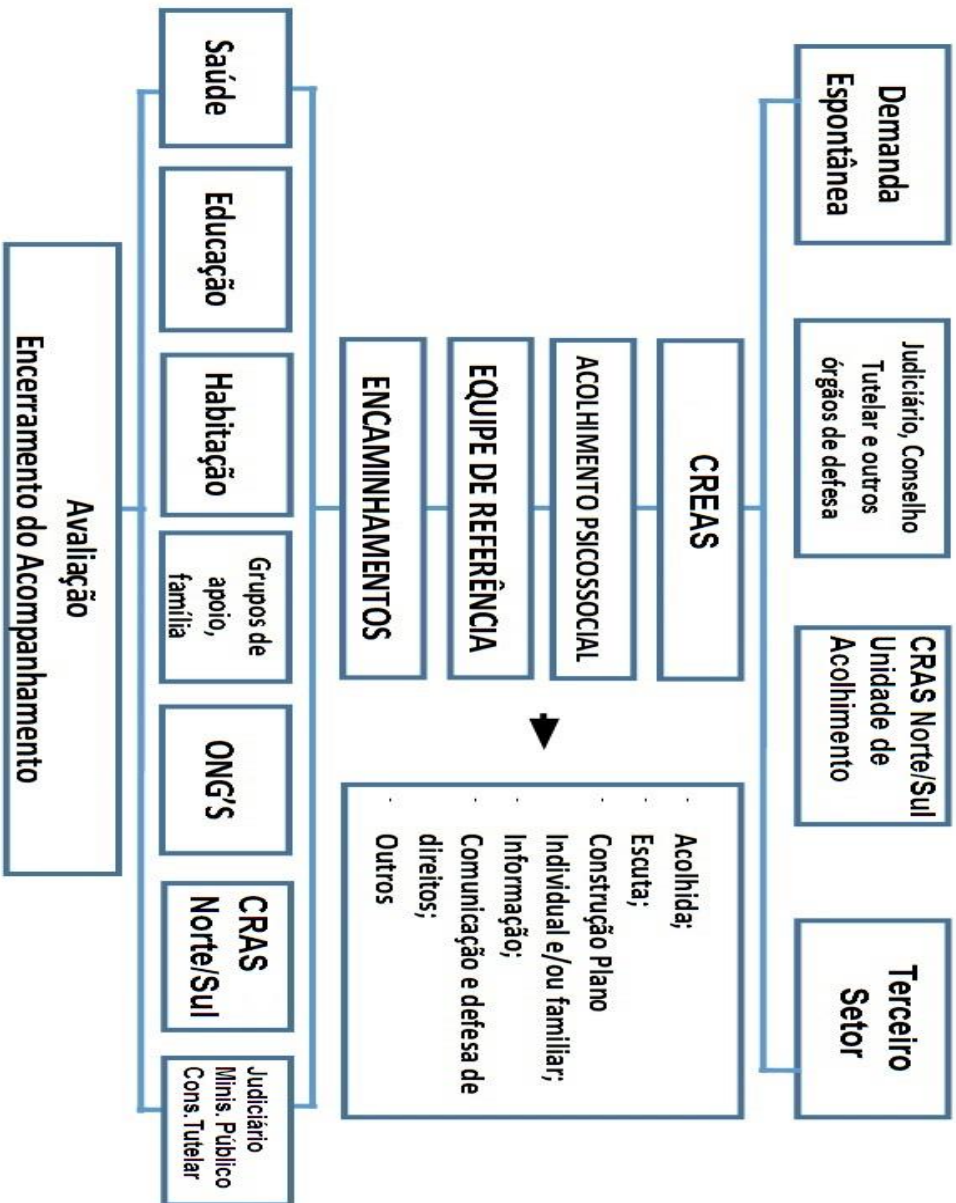 Demanda
Espontânea
Judiciário, Conselho
Tutelar e outros
órgãos de defesa
CRAS Norte/Sul
Unidade de
Acolhimento
Terceiro
Setor
CREAS
ACOLHIMENTO PSICOSSOCIAL
EQUIPE DE REFERÊNCIA
ENCAMINHAMENTOS
- Acolhida;
- Escuta;
- Construção Plano
Individual e/ou familiar;
- Informação;
- Comunicação e defesa de
direitos;
- Outros
Saúde
Educação
Habitação
Grupos de
apoio,
família
ONG'S
CRAS
Norte/Sul
Judiciário
Minis. Público
Cons.Tutelar
Avaliação
Encerramento do Acompanhamento